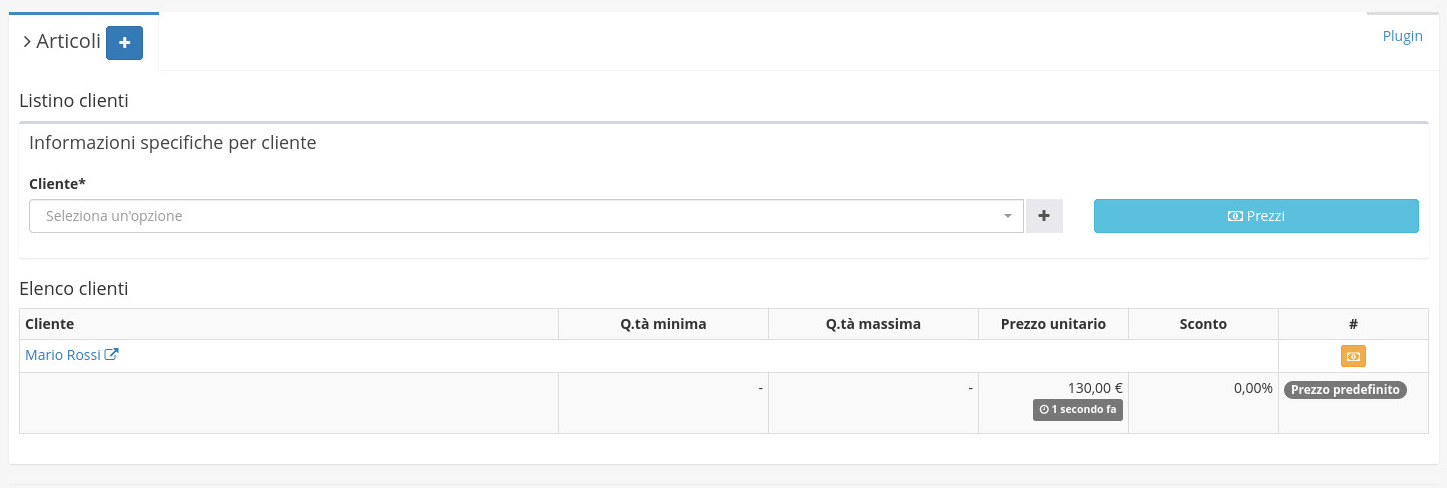 Articoli
Plugin
Listino clienti
Informazioni specifiche per cliente
Cliente*
Seleziona un'opzione
Prezzi
Elenco clienti
Cliente Q.tà minima Q.tà massima Prezzo unitario Sconto #
Mario Rossi
- - 130,00 € 0,00% Prezzo predefinito
1 secondo fa